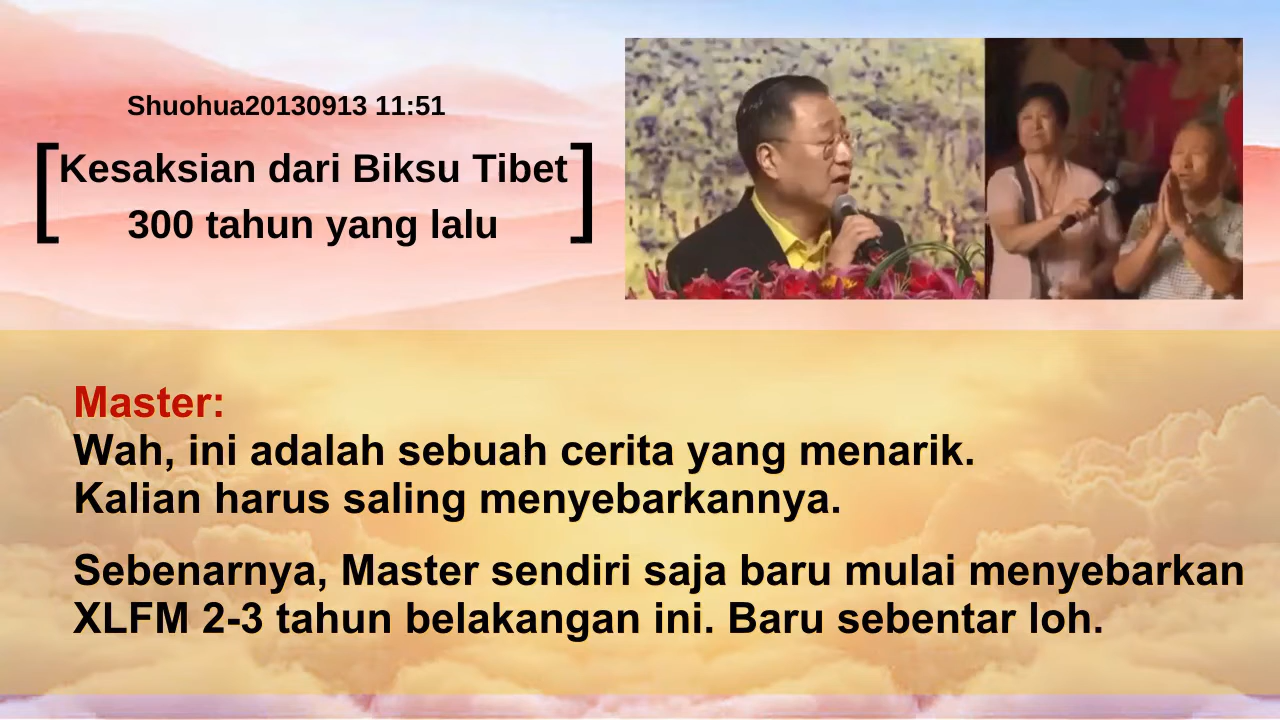 Shuohua20130913 11:51
[Kesaksian dari Biksu Tibet
300 tahun yang lalu]
Master:
Wah, ini adalah sebuah cerita yang menarik.
Kalian harus saling menyebarkannya.
Sebenarnya, Master sendiri saja baru mulai menyebarkan
XLFM 2-3 tahun belakangan ini. Baru sebentar loh.